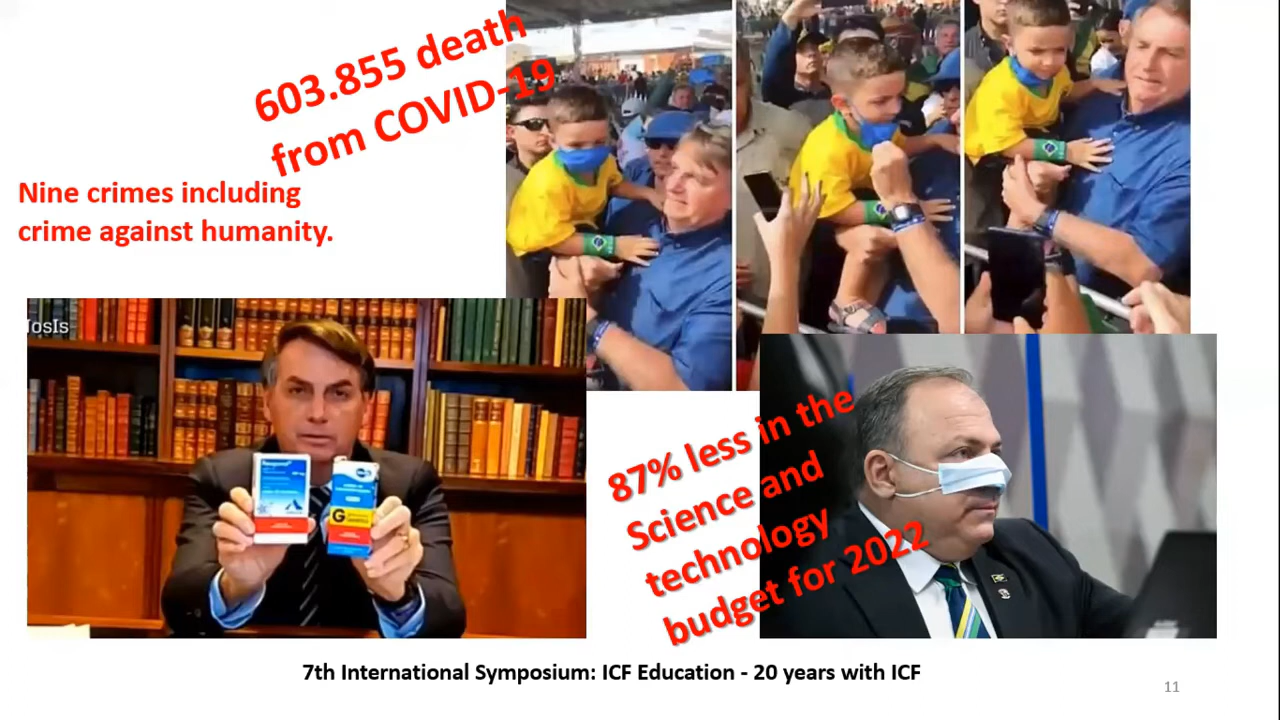 603.855 death
from COVID-19
Nine crimes including
crime against humanity.
JosIs
G
87% less in the
Science and
technology
budget for 2022
7th International Symposium: ICF Education - 20 years with ICF
11